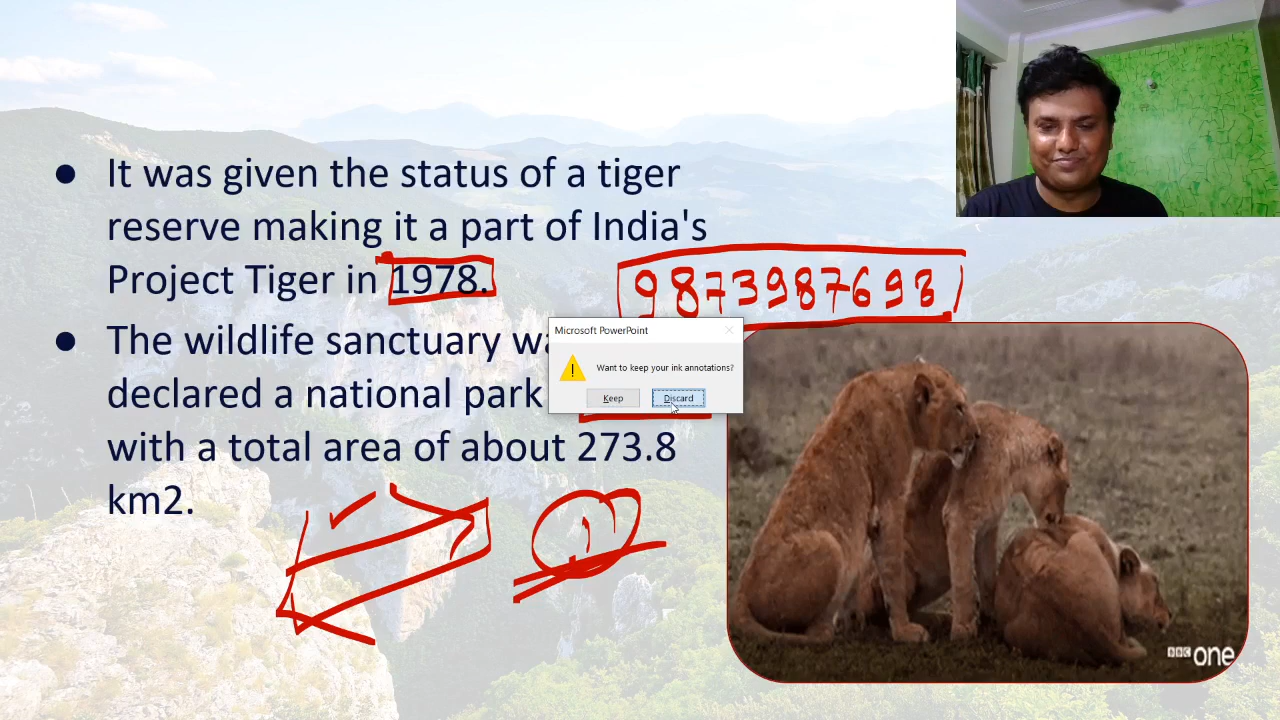 ● It was given the status of a tiger
reserve making it a part of India's
Project Tiger in 1978.
9873987693
● The wildlife sanctuary
declared a national park
with a total area of about 273.8
km2.
Microsoft PowerPoint
Want to keep your ink annotations?
Keep
Discard
BBC one